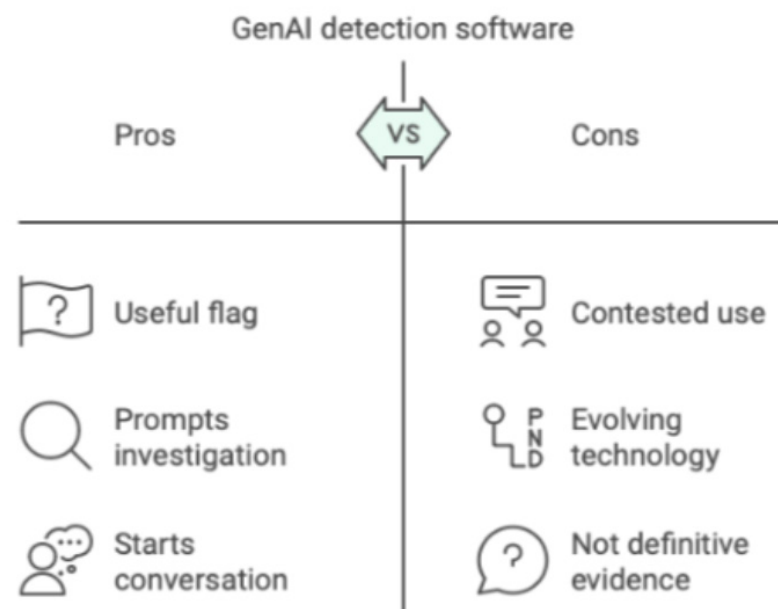 GenAI detection software
Pros
VS
Cons
?
Useful flag
Contested use
Prompts
investigation
P
N
D
Evolving
technology
Starts
conversation
?
Not definitive
evidence